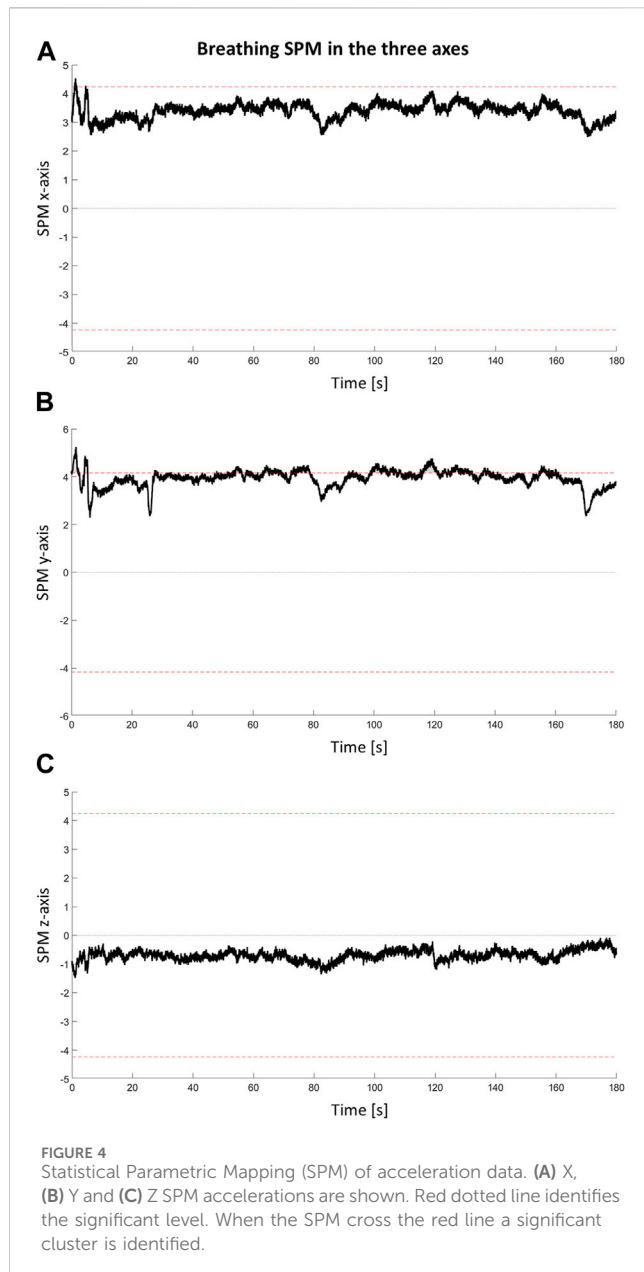 A
Breathing SPM in the three axes
5
4
3
2
1
0
-1
-2
-3
-4
-5
SPM x-axis
0 20 40 60 80 100 120 140 160 180
Time [s]
B
6
4
2
0
-2
-4
-6
SPM y-axis
0 20 40 60 80 100 120 140 160 180
Time [s]
C
5
4
3
2
1
0
-1
-2
-3
-4
-5
SPM z-axis
0 20 40 60 80 100 120 140 160 180
Time [s]
FIGURE 4
Statistical Parametric Mapping (SPM) of acceleration data. (A) X,
(B) Y and (C) Z SPM accelerations are shown. Red dotted line identifies
the significant level. When the SPM cross the red line a significant
cluster is identified.